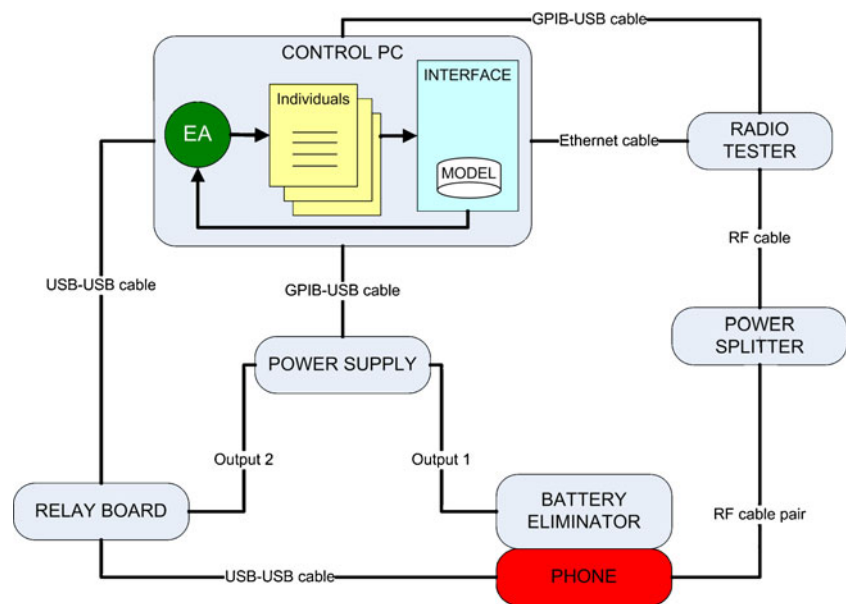 GPIB-USB cable
CONTROL PC
INTERFACE
Individuals
EA
MODEL
Ethernet cable
RADIO
TESTER
RF cable
USB-USB cable
GPIB-USB cable
POWER
SPLITTER
POWER SUPPLY
Output 2
Output 1
RELAY BOARD
BATTERY
ELIMINATOR
RF cable pair
USB-USB cable
PHONE